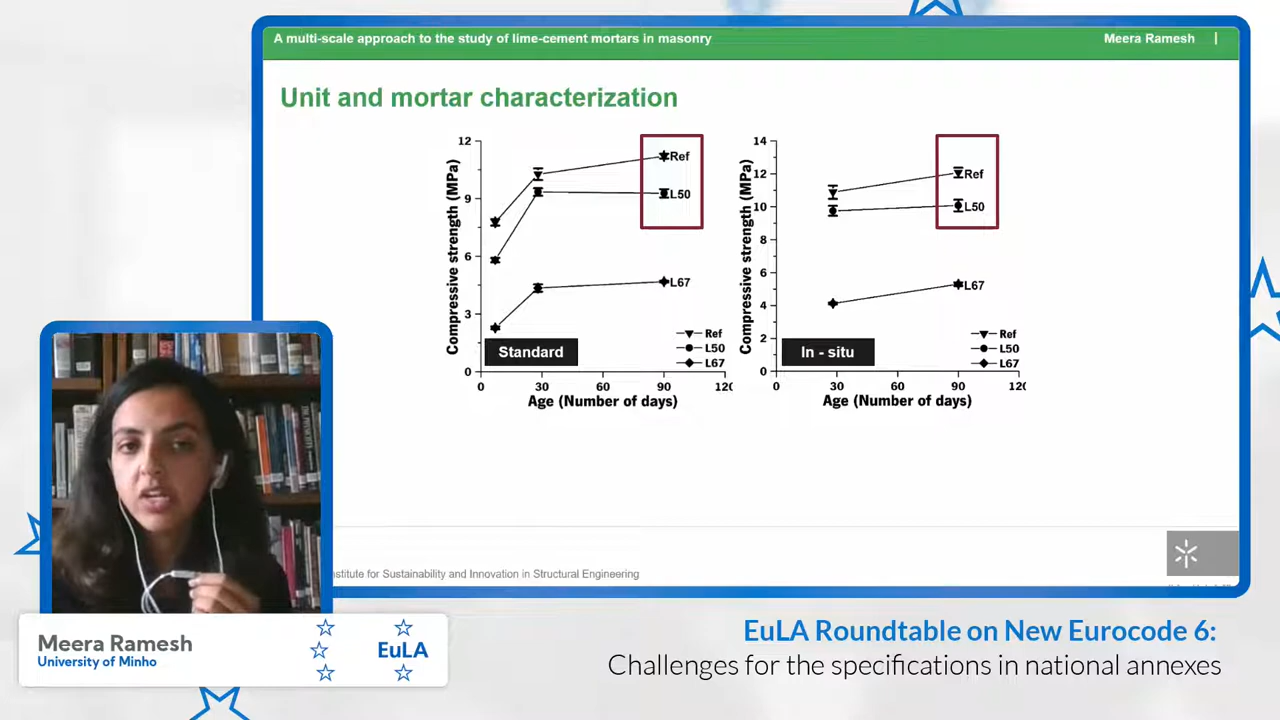 A multi-scale approach to the study of lime-cement mortars in masonry
Meera Ramesh |
Unit and mortar characterization
Compressive strength (MPa)
12
9
6
3
0
Ref
L50
L67
Ref
L50
L67
Standard
0 30 60 90 120
Age (Number of days)
Compressive strength (MPa)
14
12
10
8
6
4
2
0
Ref
L50
L67
Ref
L50
L67
In - situ
0 30 60 90 120
Age (Number of days)
for Sustainability and Innovation in Structural Engineering
Meera Ramesh
University of Minho
EuLA
EuLA Roundtable on New Eurocode 6:
Challenges for the specifications in national annexes